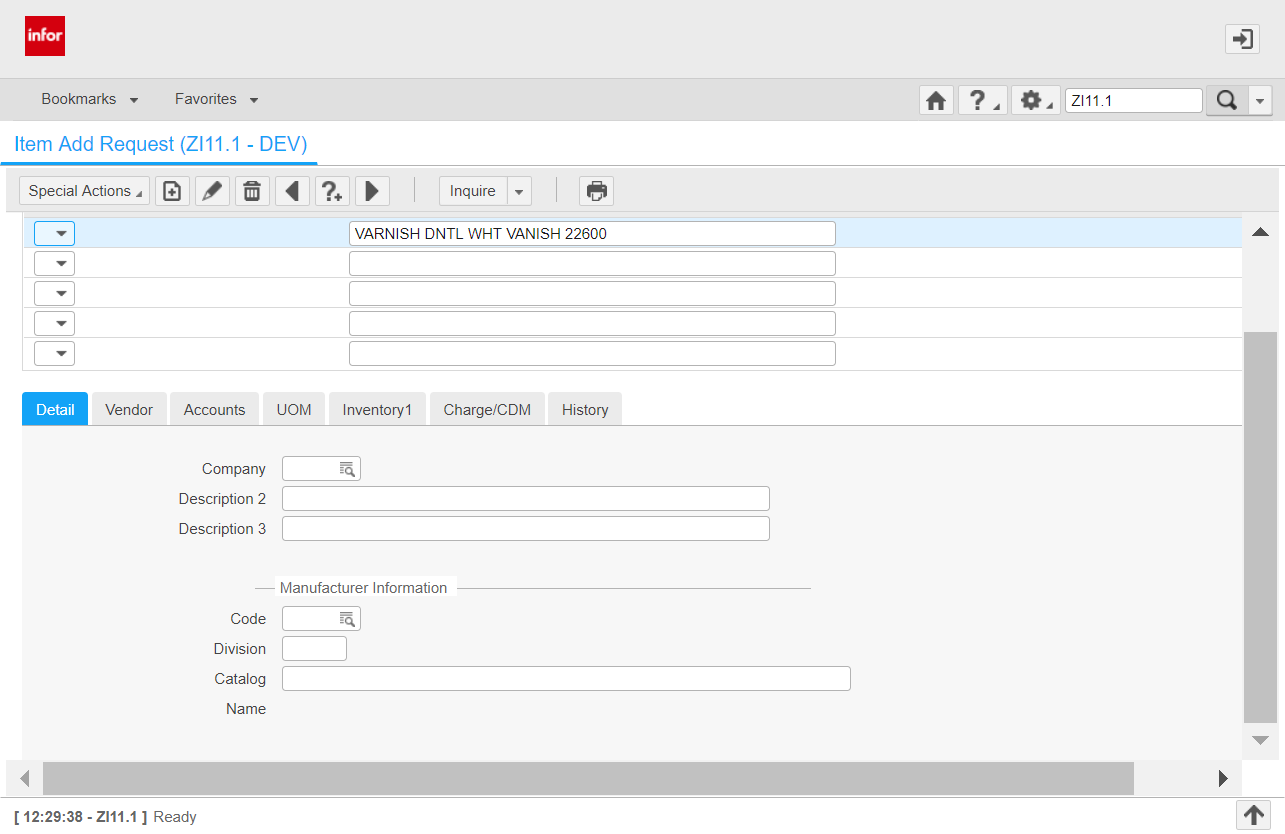 infor
Bookmarks Favorites ? ZI11.1
Item Add Request (ZI11.1 - DEV)
Special Actions ?+ Inquire
VARNISH DNTL WHT VANISH 22600
Detail Vendor Accounts UOM Inventory1 Charge/CDM History
Company
Description 2
Description 3
Manufacturer Information
Code
Division
Catalog
Name
[ 12:29:38 - ZI11.1 ] Ready